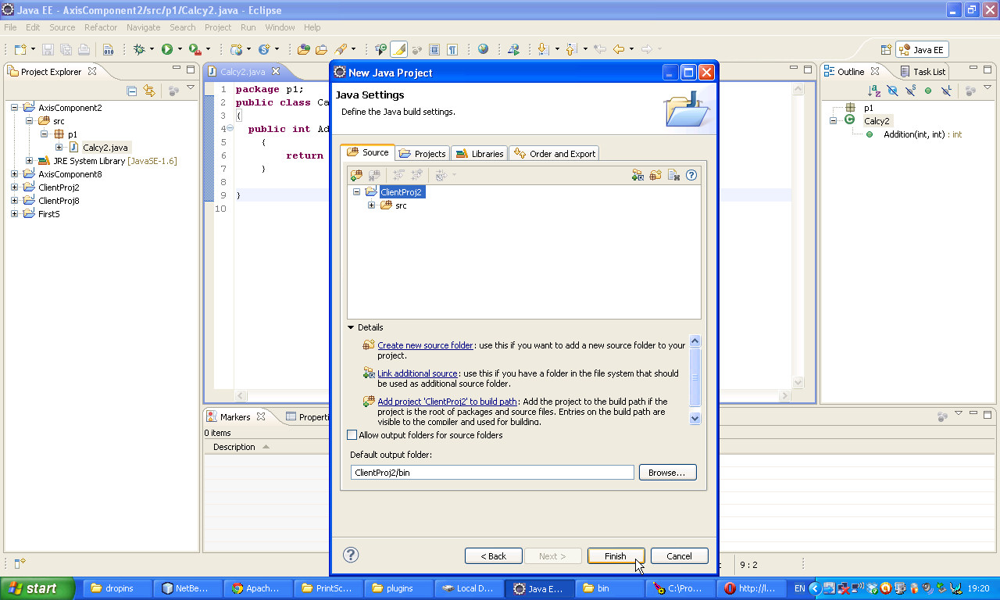 Java EE - AxisComponent2/src/p1/Calcy2.java - Eclipse
File Edit Source Refactor Navigate Search Project Run Window Help
Java EE
Project Explorer
AxisComponent2
src
p1
Calcy2.java
JRE System Library [JavaSE-1.6]
AxisComponent8
ClientProj2
ClientProj8
FirstS
Calcy2.java
1 package p1;
2 public class Ca
3 {
4 public int Ad
5 {
6 return
7 }
8
9 }
10
New Java Project
Java Settings
Define the Java build settings.
Source Projects Libraries Order and Export
ClientProj2
src
Details
Create new source folder: use this if you want to add a new source folder to your
project.
Link additional source: use this if you have a folder in the file system that should
be used as additional source folder.
Add project 'ClientProj2' to build path: Add the project to the build path if the
project is the root of packages and source files. Entries on the build path are
visible to the compiler and used for building.
Allow output folders for source folders
Default output folder:
ClientProj2/bin
Browse...
< Back Next > Finish Cancel
Outline Task List
p1
Calcy2
Addition(int, int) : int
Markers Properti
0 items
Description
9 : 2
start dropins NetBe... Apach... PrintSc... plugins Local D... Java E... bin C:\Pro... http://l... EN 19:20